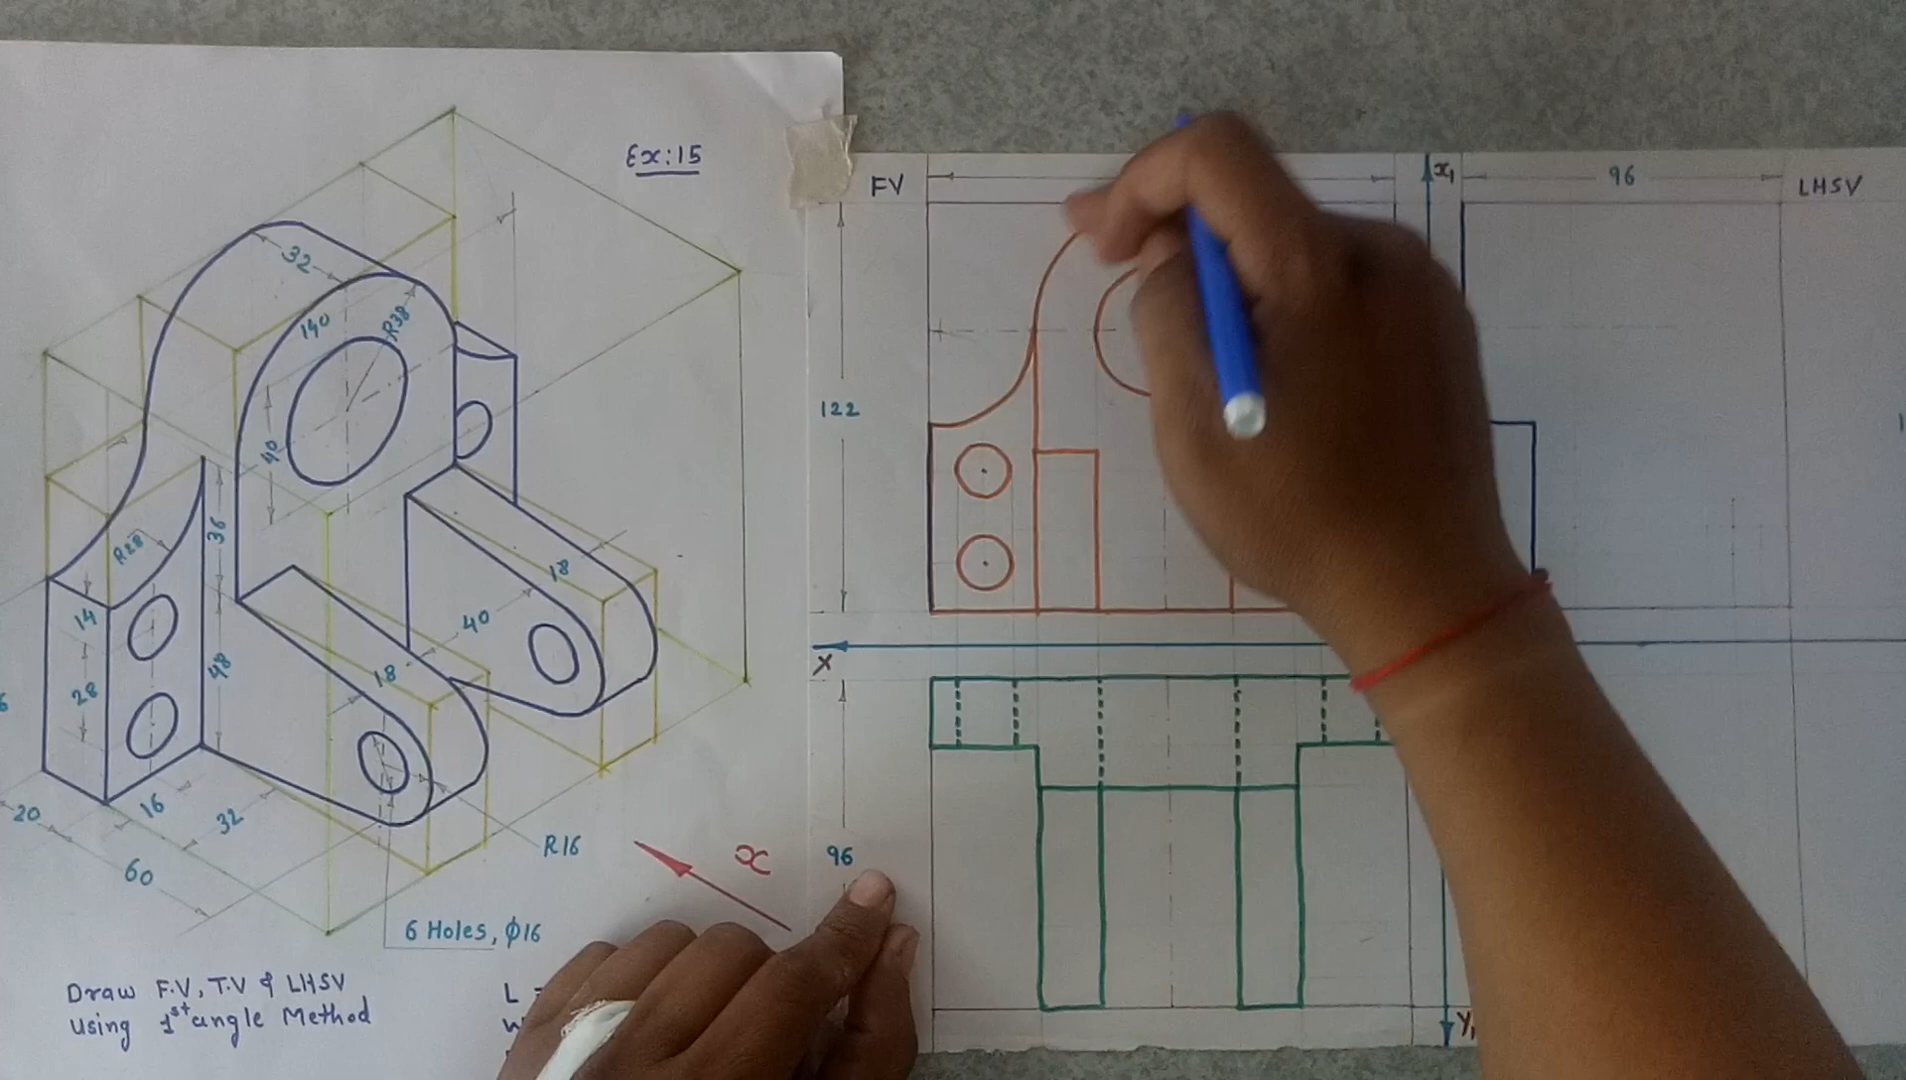 Ex:15
32
140
R38
40
36
R28
14
28
48
18
40
18
20
16
32
60
R16
6 Holes, ϕ16
x
Draw F.V, T.V & LHSV
Using 1st angle Method
L =
FV
x₁
96
LHSV
122
X
96
Y₁